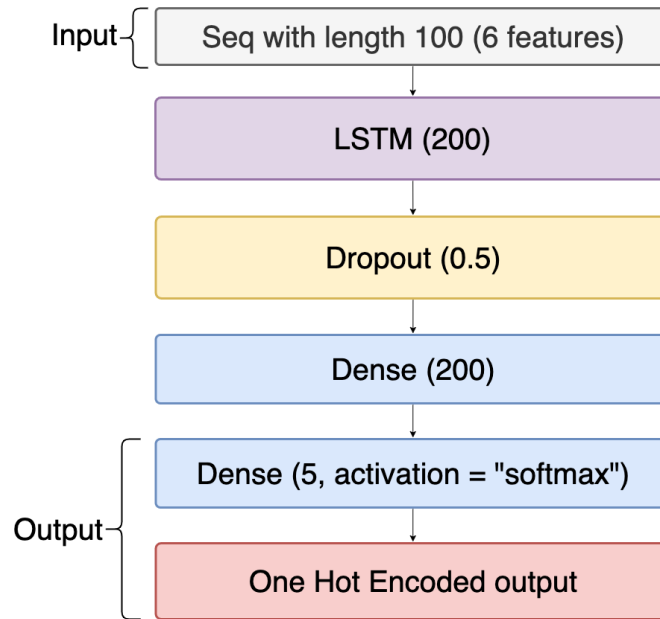 Input
Seq with length 100 (6 features)
LSTM (200)
Dropout (0.5)
Dense (200)
Dense (5, activation = "softmax")
Output
One Hot Encoded output